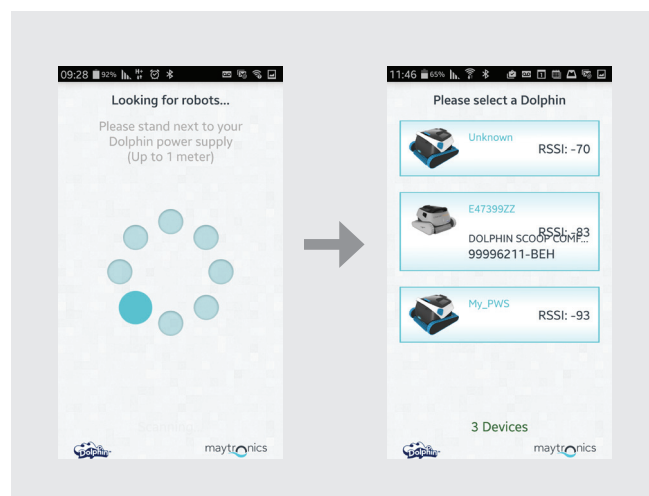 09:28 92% H+
Looking for robots...
Please stand next to your
Dolphin power supply
(Up to 1 meter)
Scanning...
Dolphin
maytronics
11:46 65%
Please select a Dolphin
Unknown
RSSI: -70
E47399ZZ
RSSI: -83
DOLPHIN SCOOP COMF...
99996211-BEH
My_PWS
RSSI: -93
3 Devices
Dolphin
maytronics